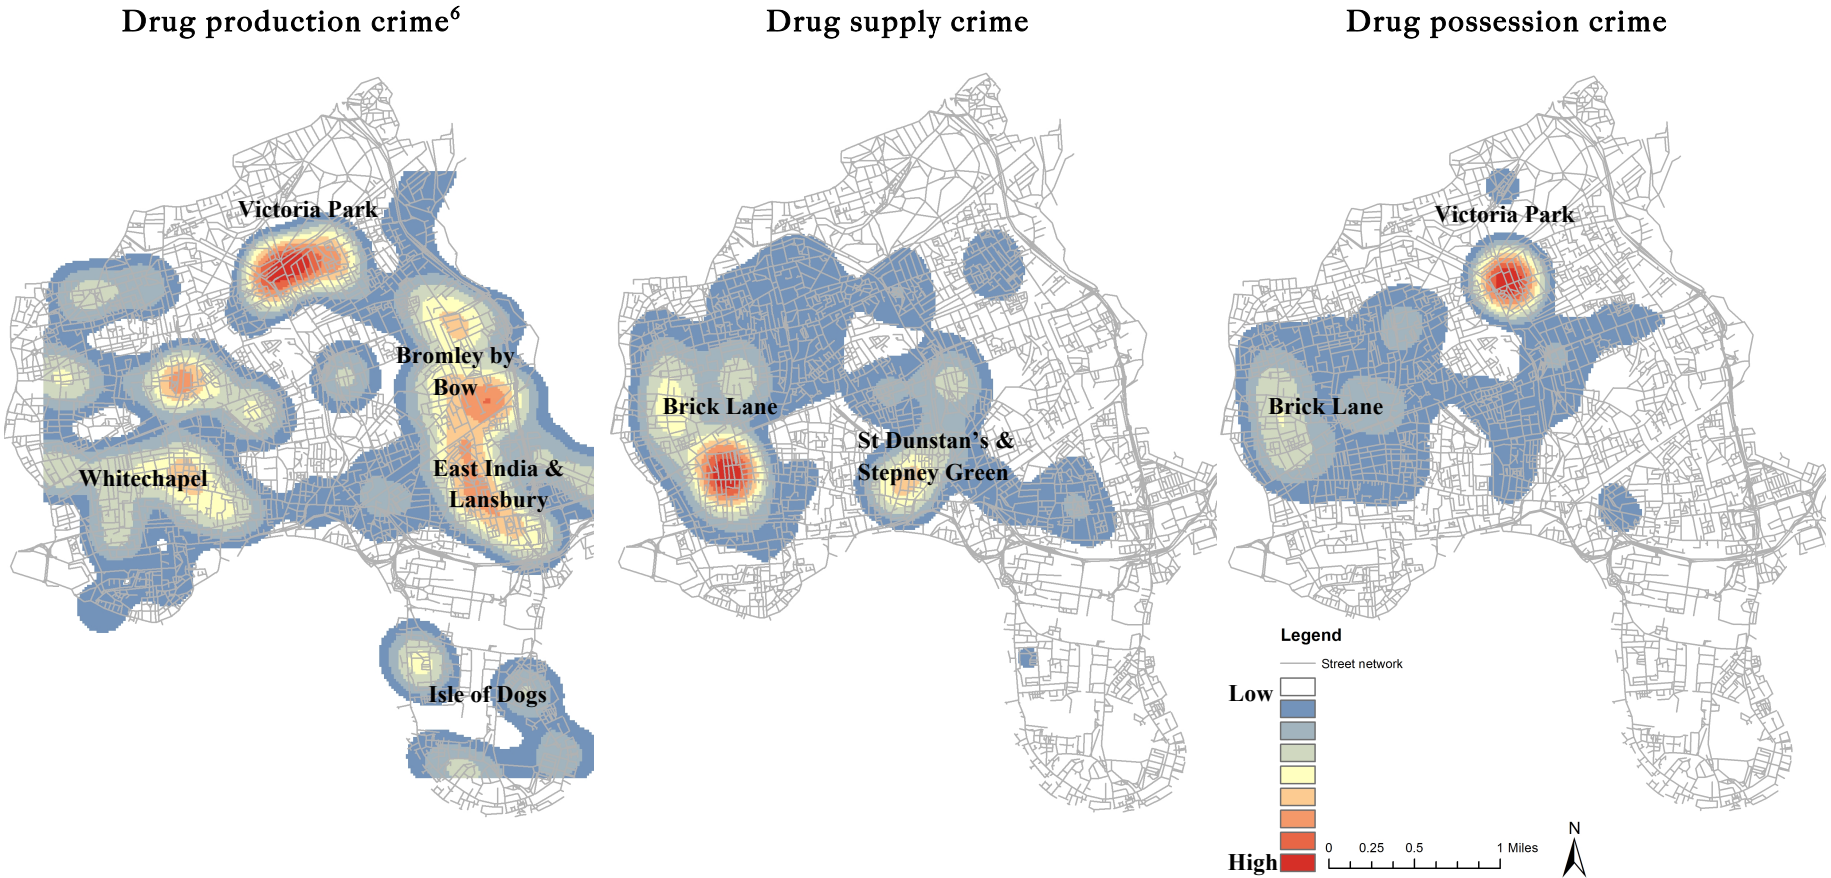 Drug production crime⁶
Drug supply crime
Drug possession crime
Victoria Park
Bromley by
Bow
Whitechapel
East India &
Lansbury
Isle of Dogs
Brick Lane
St Dunstan's &
Stepney Green
Victoria Park
Brick Lane
Legend
Street network
Low
High
0 0.25 0.5 1 Miles
N